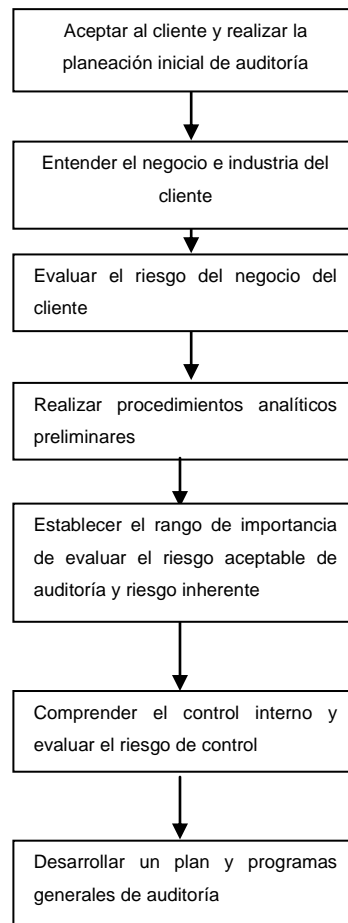 Aceptar al cliente y realizar la
planeación inicial de auditoría
Entender el negocio e industria del
cliente
Evaluar el riesgo del negocio del
cliente
Realizar procedimientos analíticos
preliminares
Establecer el rango de importancia
de evaluar el riesgo aceptable de
auditoría y riesgo inherente
Comprender el control interno y
evaluar el riesgo de control
Desarrollar un plan y programas
generales de auditoría